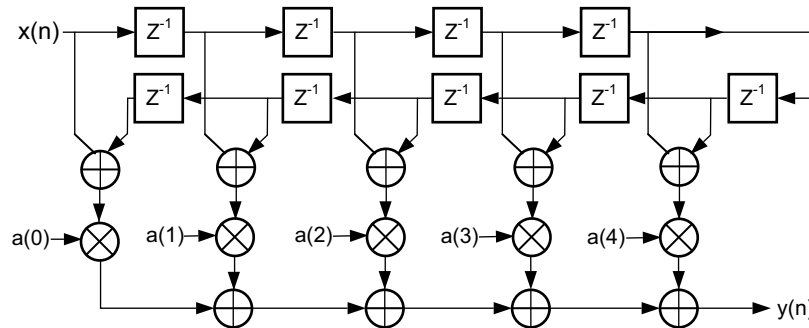 x(n) Z⁻¹ Z⁻¹ Z⁻¹ Z⁻¹
Z⁻¹ Z⁻¹ Z⁻¹ Z⁻¹ Z⁻¹
a(0) a(1) a(2) a(3) a(4)
y(n)